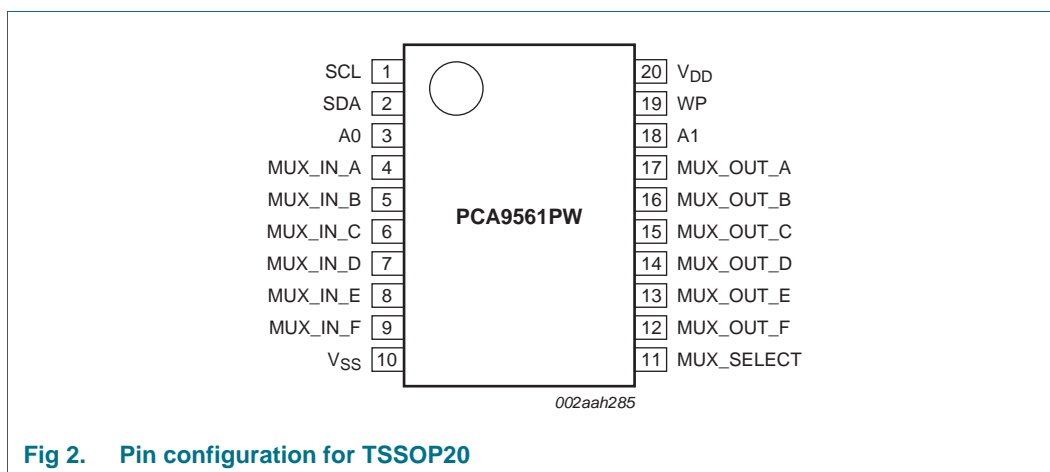 SCL 1
SDA 2
A0 3
MUX_IN_A 4
MUX_IN_B 5
MUX_IN_C 6
MUX_IN_D 7
MUX_IN_E 8
MUX_IN_F 9
VSS 10
PCA9561PW
20 VDD
19 WP
18 A1
17 MUX_OUT_A
16 MUX_OUT_B
15 MUX_OUT_C
14 MUX_OUT_D
13 MUX_OUT_E
12 MUX_OUT_F
11 MUX_SELECT
002aah285
Fig 2. Pin configuration for TSSOP20